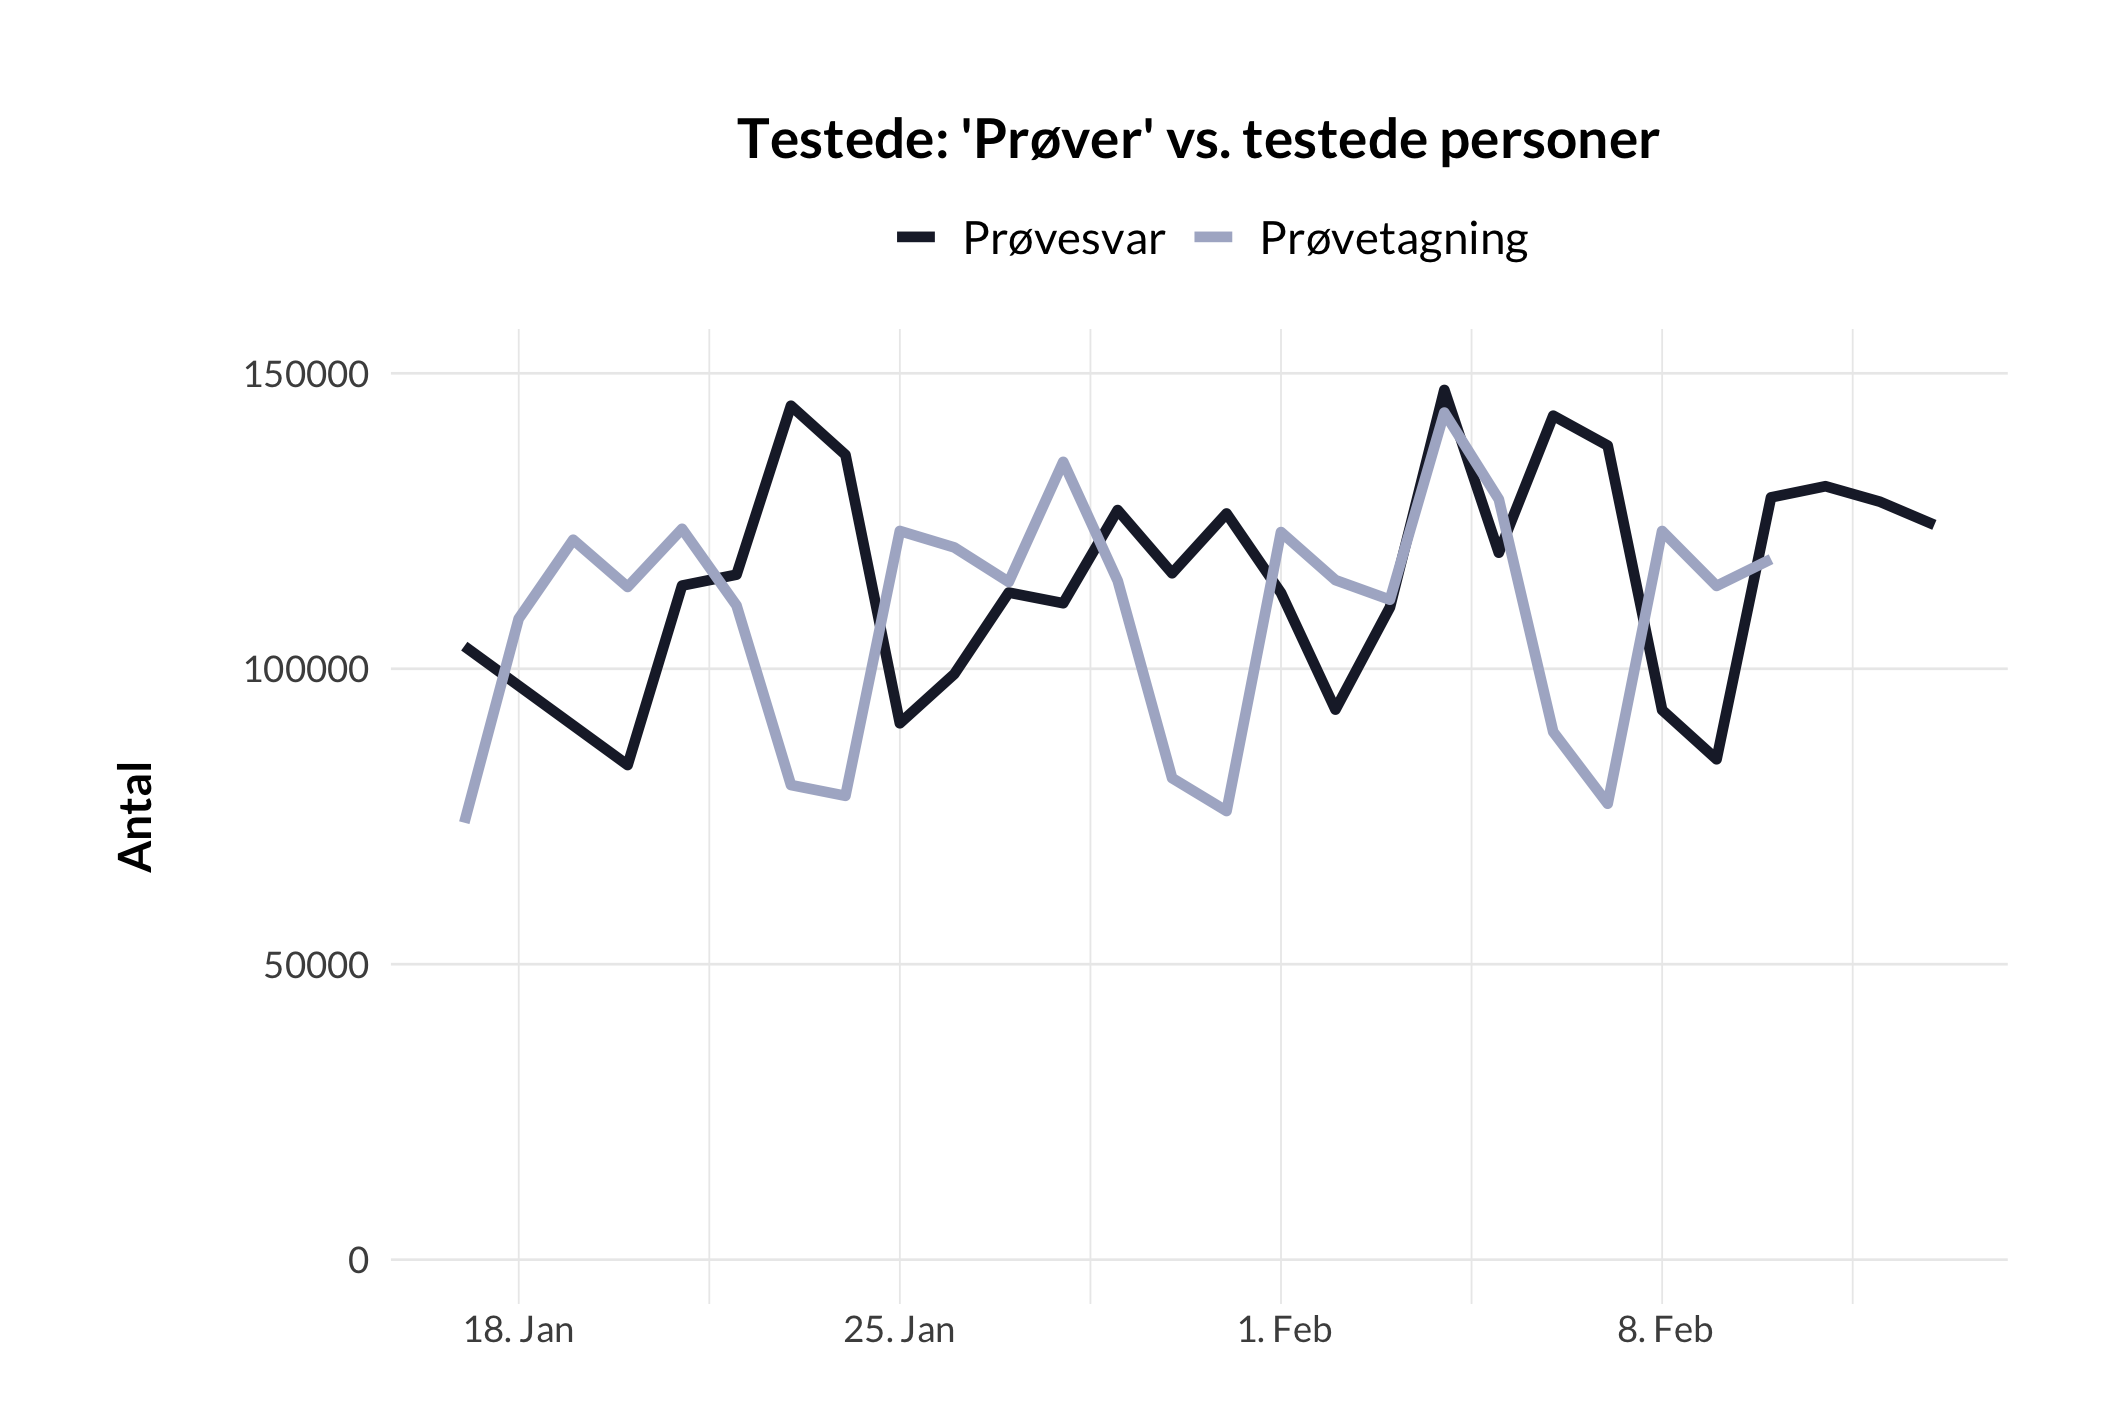 Testede: 'Prøver' vs. testede personer
Prøvesvar Prøvetagning
150000
100000
50000
0
Antal
18. Jan 25. Jan 1. Feb 8. Feb